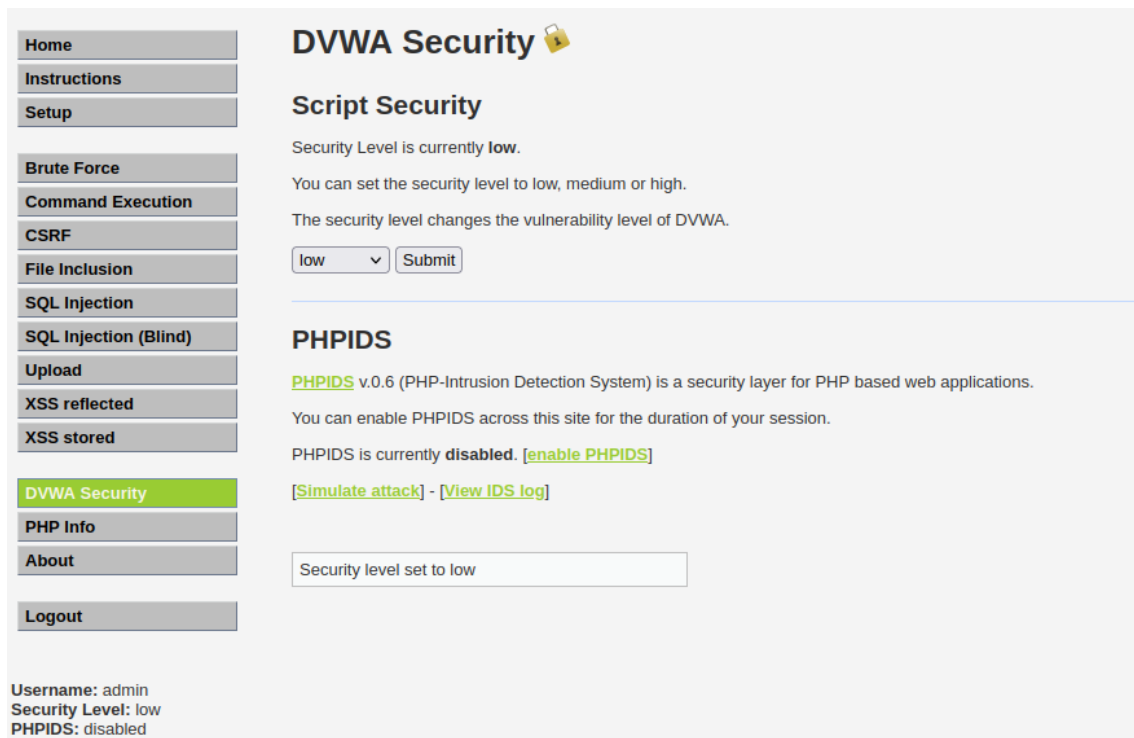 Home
Instructions
Setup
Brute Force
Command Execution
CSRF
File Inclusion
SQL Injection
SQL Injection (Blind)
Upload
XSS reflected
XSS stored
DVWA Security
PHP Info
About
Logout
Username: admin
Security Level: low
PHPIDS: disabled
DVWA Security
Script Security
Security Level is currently low.
You can set the security level to low, medium or high.
The security level changes the vulnerability level of DVWA.
low Submit
PHPIDS
PHPIDS v.0.6 (PHP-Intrusion Detection System) is a security layer for PHP based web applications.
You can enable PHPIDS across this site for the duration of your session.
PHPIDS is currently disabled. [enable PHPIDS]
[Simulate attack] - [View IDS log]
Security level set to low